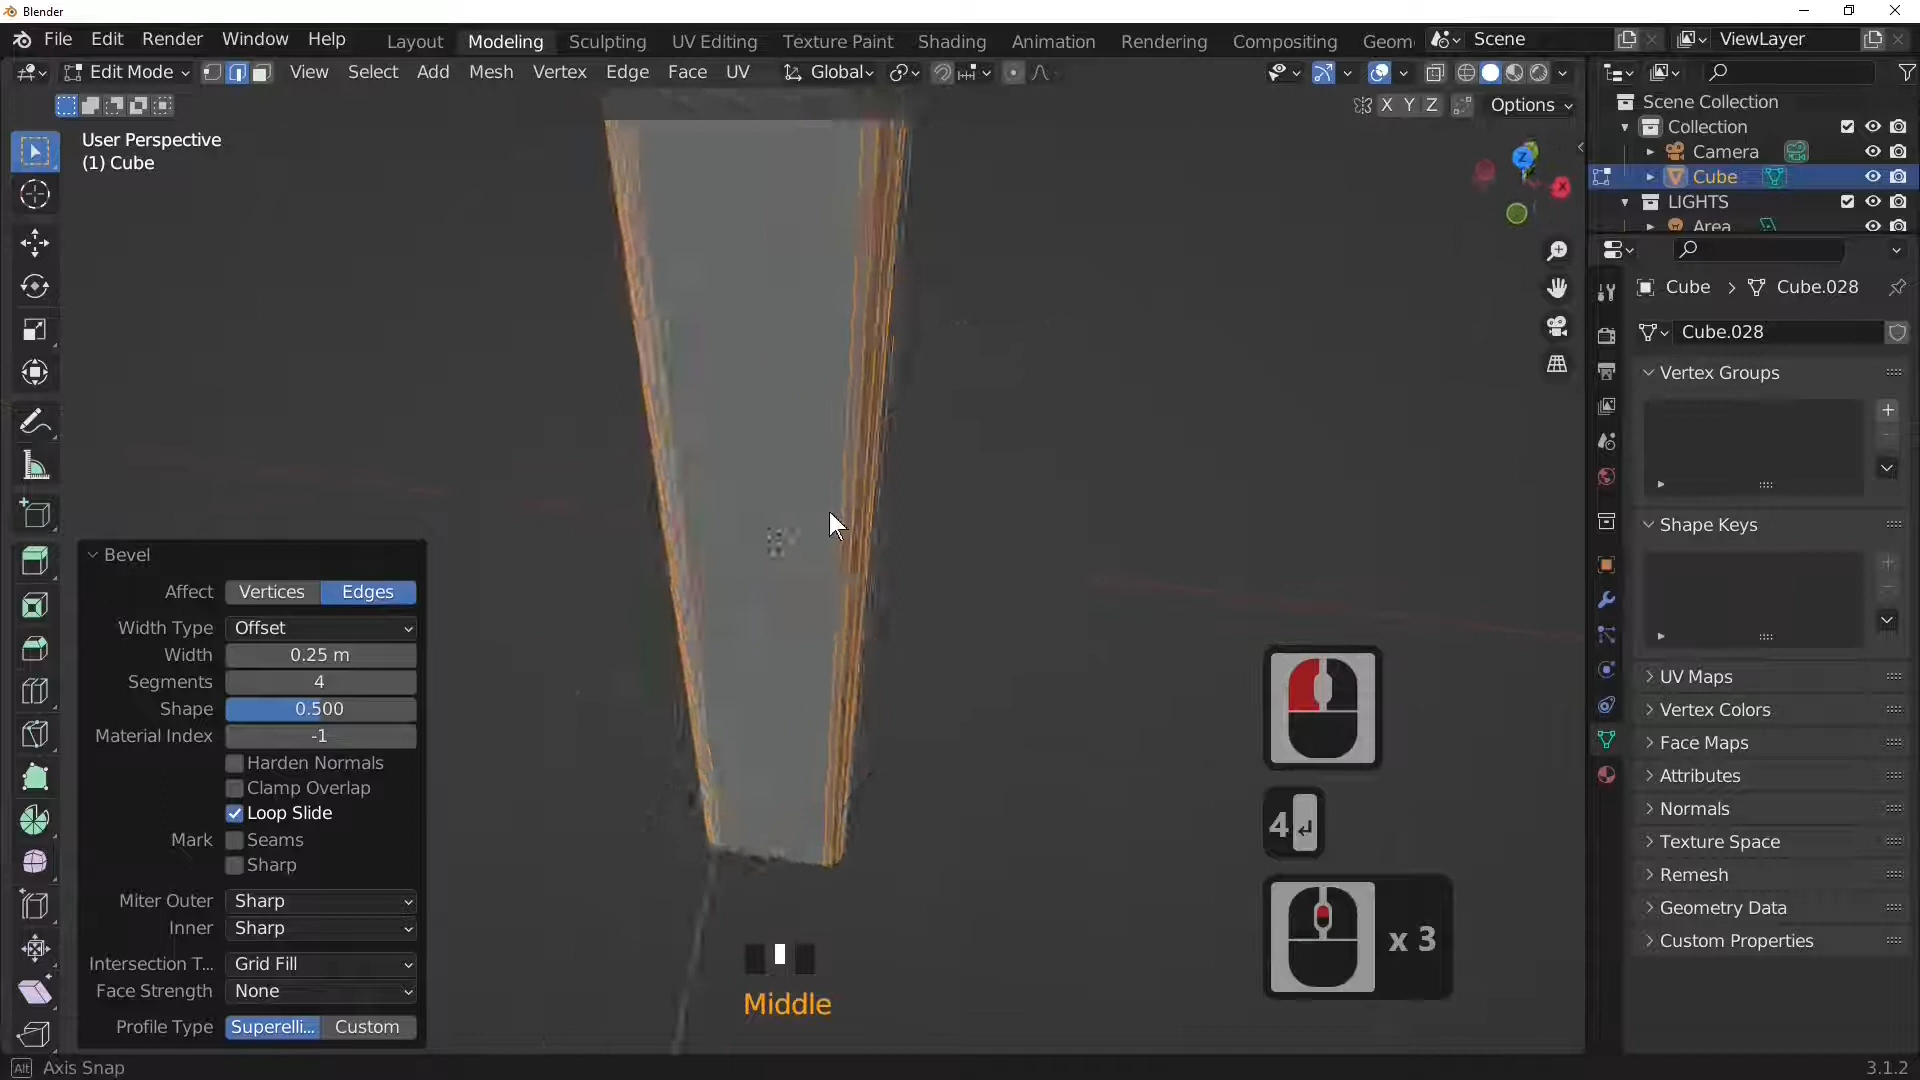 Blender
File Edit Render Window Help Layout Modeling Sculpting UV Editing Texture Paint Shading Animation Rendering Compositing Geom Scene ViewLayer
Edit Mode View Select Add Mesh Vertex Edge Face UV Global
X Y Z Options
User Perspective
(1) Cube
Z
X
Scene Collection
Collection
Camera
Cube
LIGHTS
Area
Cube > Cube.028
Cube.028
Vertex Groups
Shape Keys
UV Maps
Vertex Colors
Face Maps
Attributes
Normals
Texture Space
Remesh
Geometry Data
Custom Properties
Bevel
Affect Vertices Edges
Width Type Offset
Width 0.25 m
Segments 4
Shape 0.500
Material Index -1
Harden Normals
Clamp Overlap
Loop Slide
Mark Seams
Sharp
Miter Outer Sharp
Inner Sharp
Intersection T... Grid Fill
Face Strength None
Profile Type Superelli... Custom
4
x 3
Middle
Alt Axis Snap
3.1.2